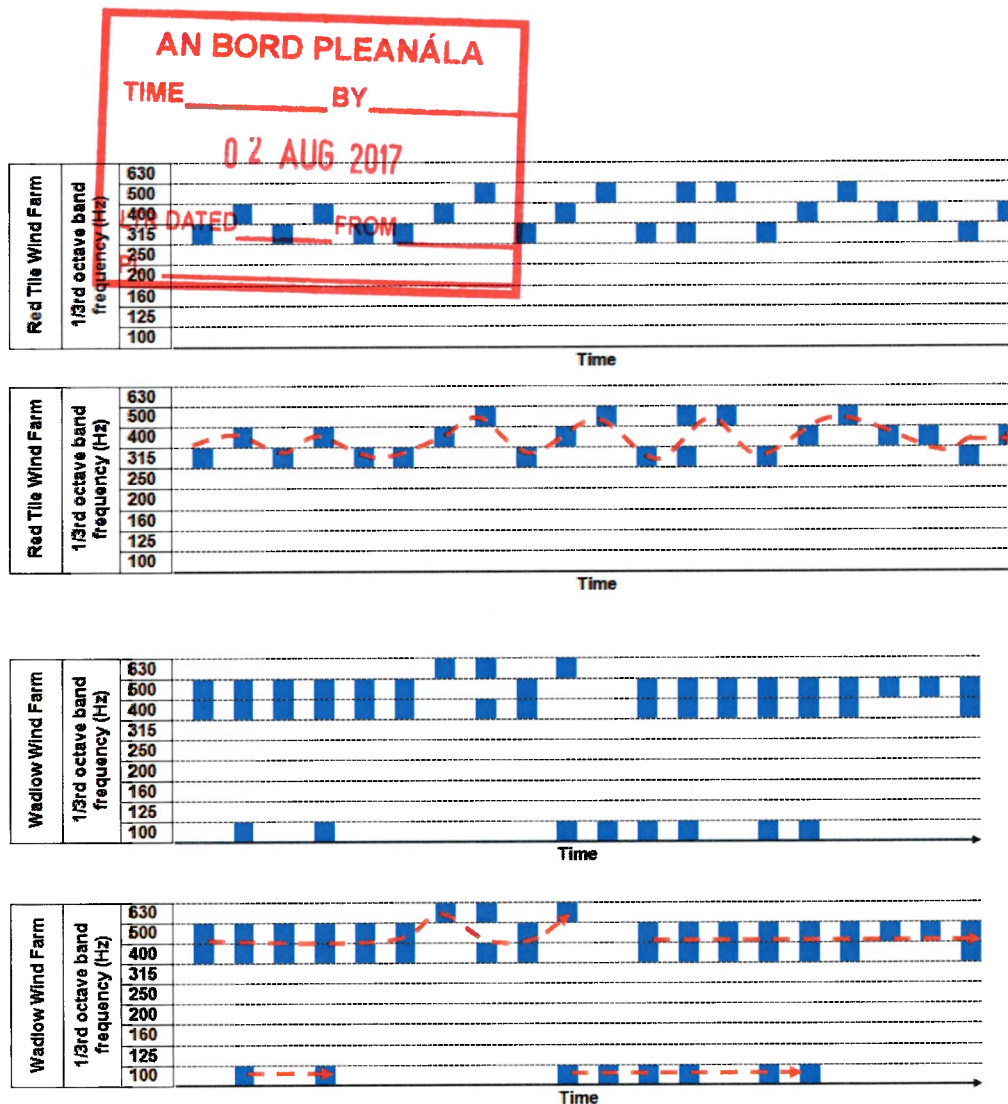 AN BORD PLEANÁLA
TIME BY
02 AUG 2017
LTR DATED FROM
Red Tile Wind Farm
1/3rd octave band
frequency (Hz)
630
500
400
315
250
200
160
125
100
Time
Red Tile Wind Farm
1/3rd octave band
frequency (Hz)
630
500
400
315
250
200
160
125
100
Time
Wadlow Wind Farm
1/3rd octave band
frequency (Hz)
630
500
400
315
250
200
160
125
100
Time
Wadlow Wind Farm
1/3rd octave band
frequency (Hz)
630
500
400
315
250
200
160
125
100
Time